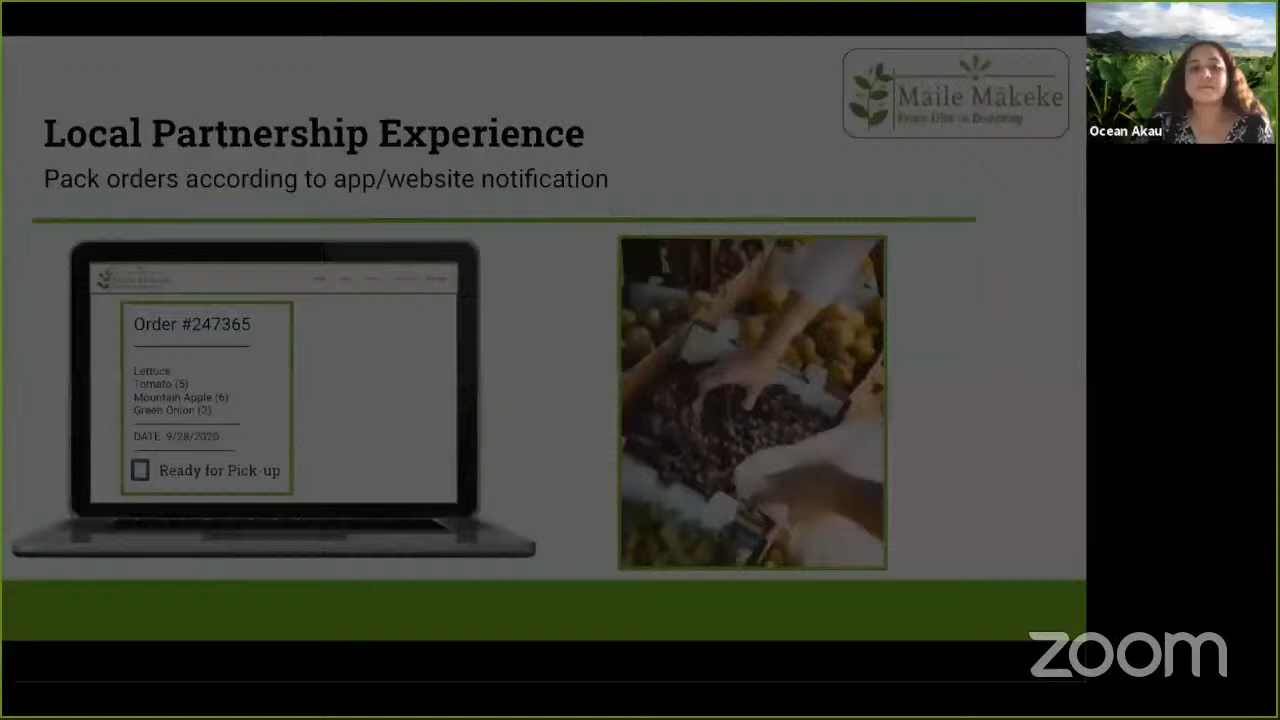 Maile Mākeke
Ocean Akau
Local Partnership Experience
Pack orders according to app/website notification
Order #247365
Lettuce
Tomato (5)
Mountain Apple (6)
Green Onion (2)
DATE 9/28/2020
Ready for Pick-up
zoom